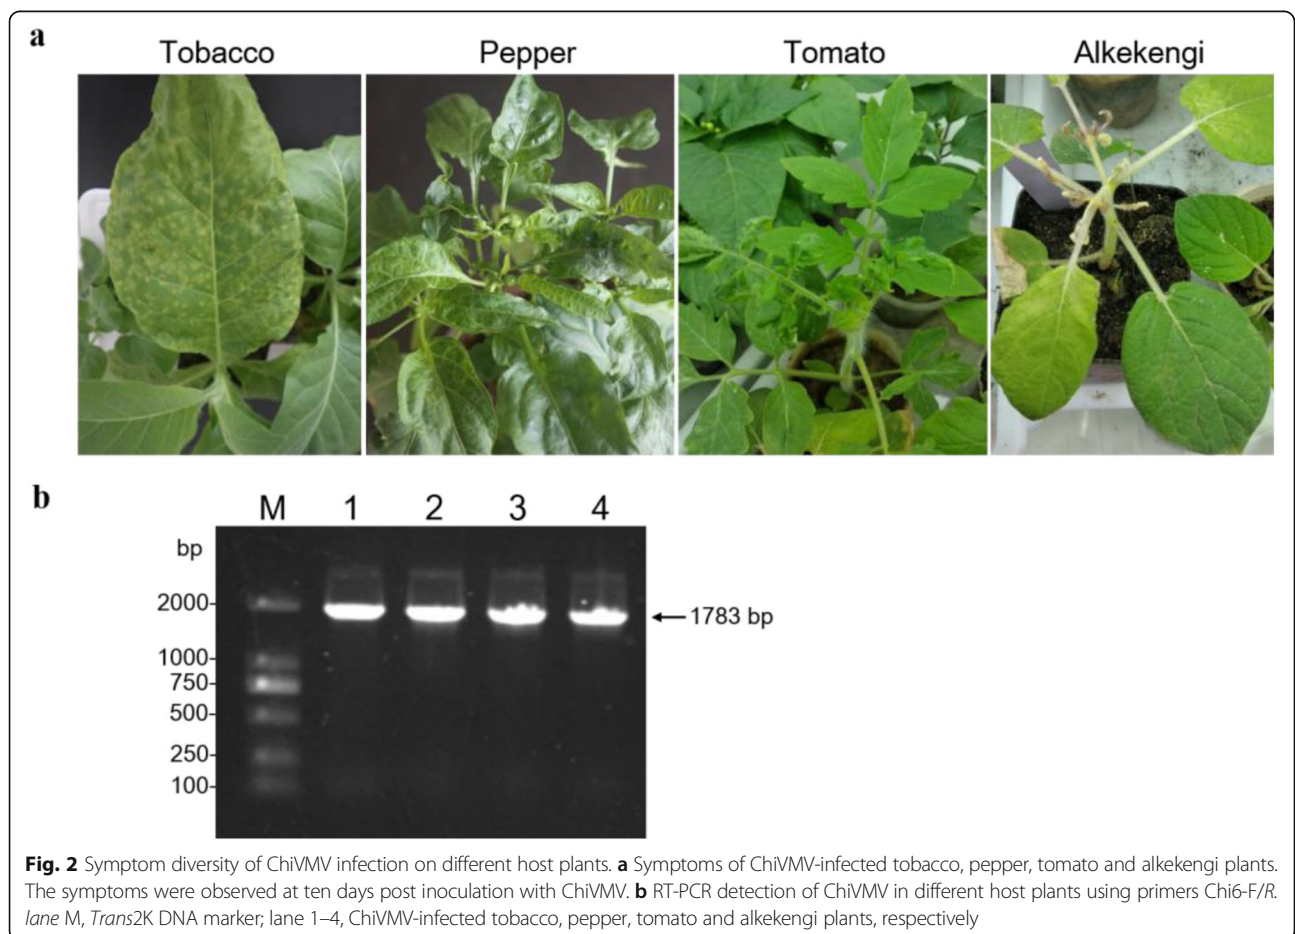 a
Tobacco Pepper Tomato Alkekengi
b
M 1 2 3 4
bp
2000
1783 bp
1000
750
500
250
100
Fig. 2 Symptom diversity of ChiVMV infection on different host plants. a Symptoms of ChiVMV-infected tobacco, pepper, tomato and alkekengi plants.
The symptoms were observed at ten days post inoculation with ChiVMV. b RT-PCR detection of ChiVMV in different host plants using primers Chi6-F/R.
lane M, Trans2K DNA marker; lane 1–4, ChiVMV-infected tobacco, pepper, tomato and alkekengi plants, respectively